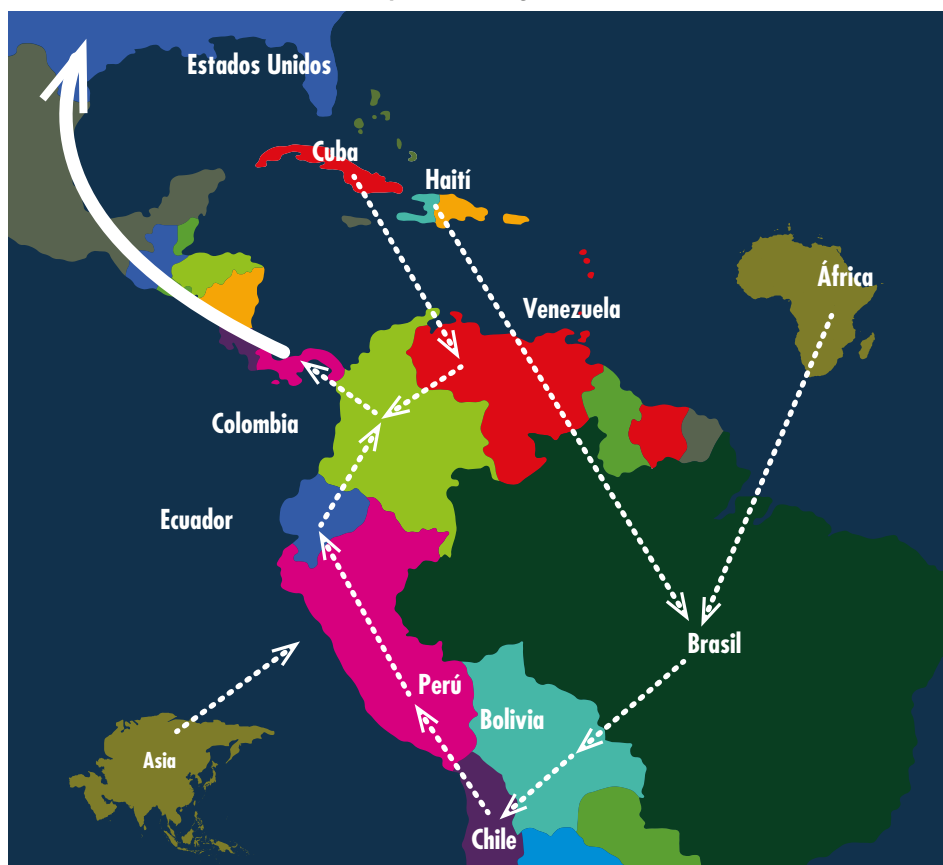 Estados Unidos
Cuba
Haití
África
Venezuela
Colombia
Ecuador
Brasil
Perú
Bolivia
Asia
Chile